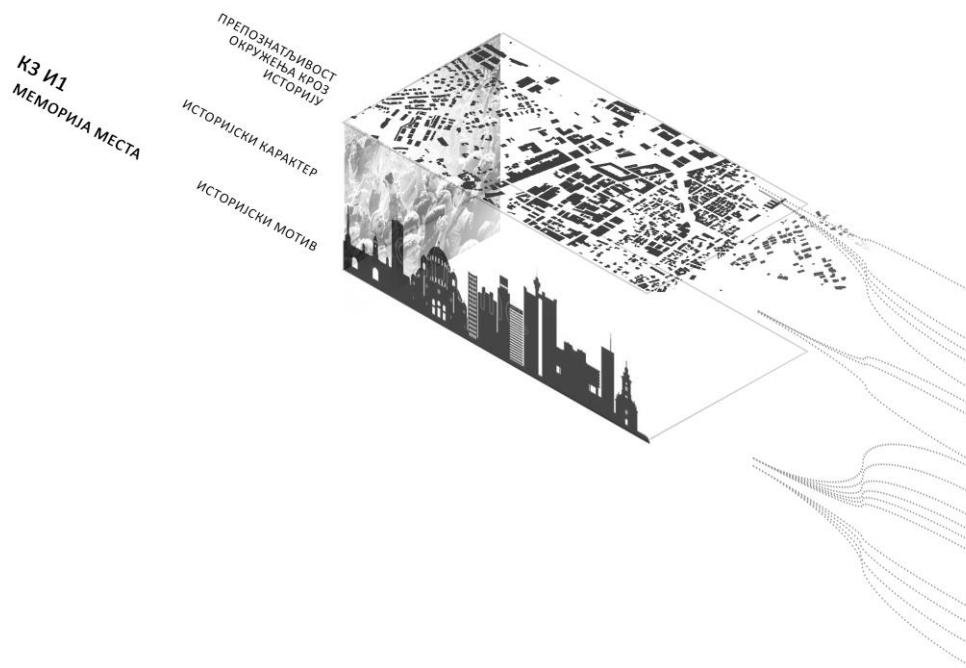 КЗ И1
МЕМОРИЈА МЕСТА
ПРЕПОЗНАТЉИВОСТ
ОКРУЖЕЊА КРОЗ
ИСТОРИЈУ
ИСТОРИЈСКИ КАРАКТЕР
ИСТОРИЈСКИ МОТИВ